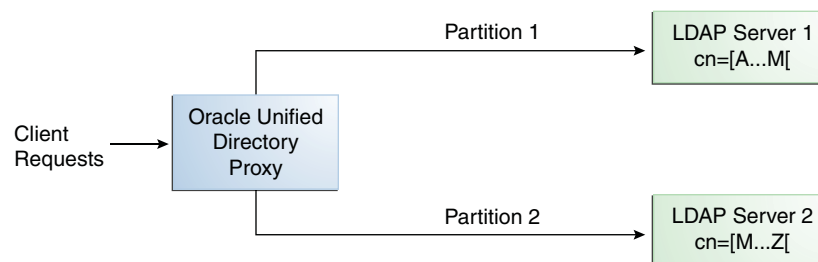 Client
Requests
Oracle Unified
Directory
Proxy
Partition 1
LDAP Server 1
cn=[A...M[
Partition 2
LDAP Server 2
cn=[M...Z[